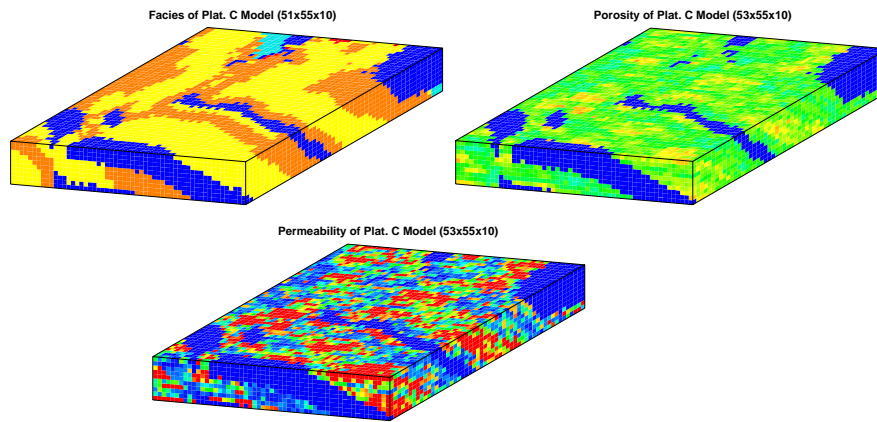 Facies of Plat. C Model (51x55x10)
Porosity of Plat. C Model (53x55x10)
Permeability of Plat. C Model (53x55x10)